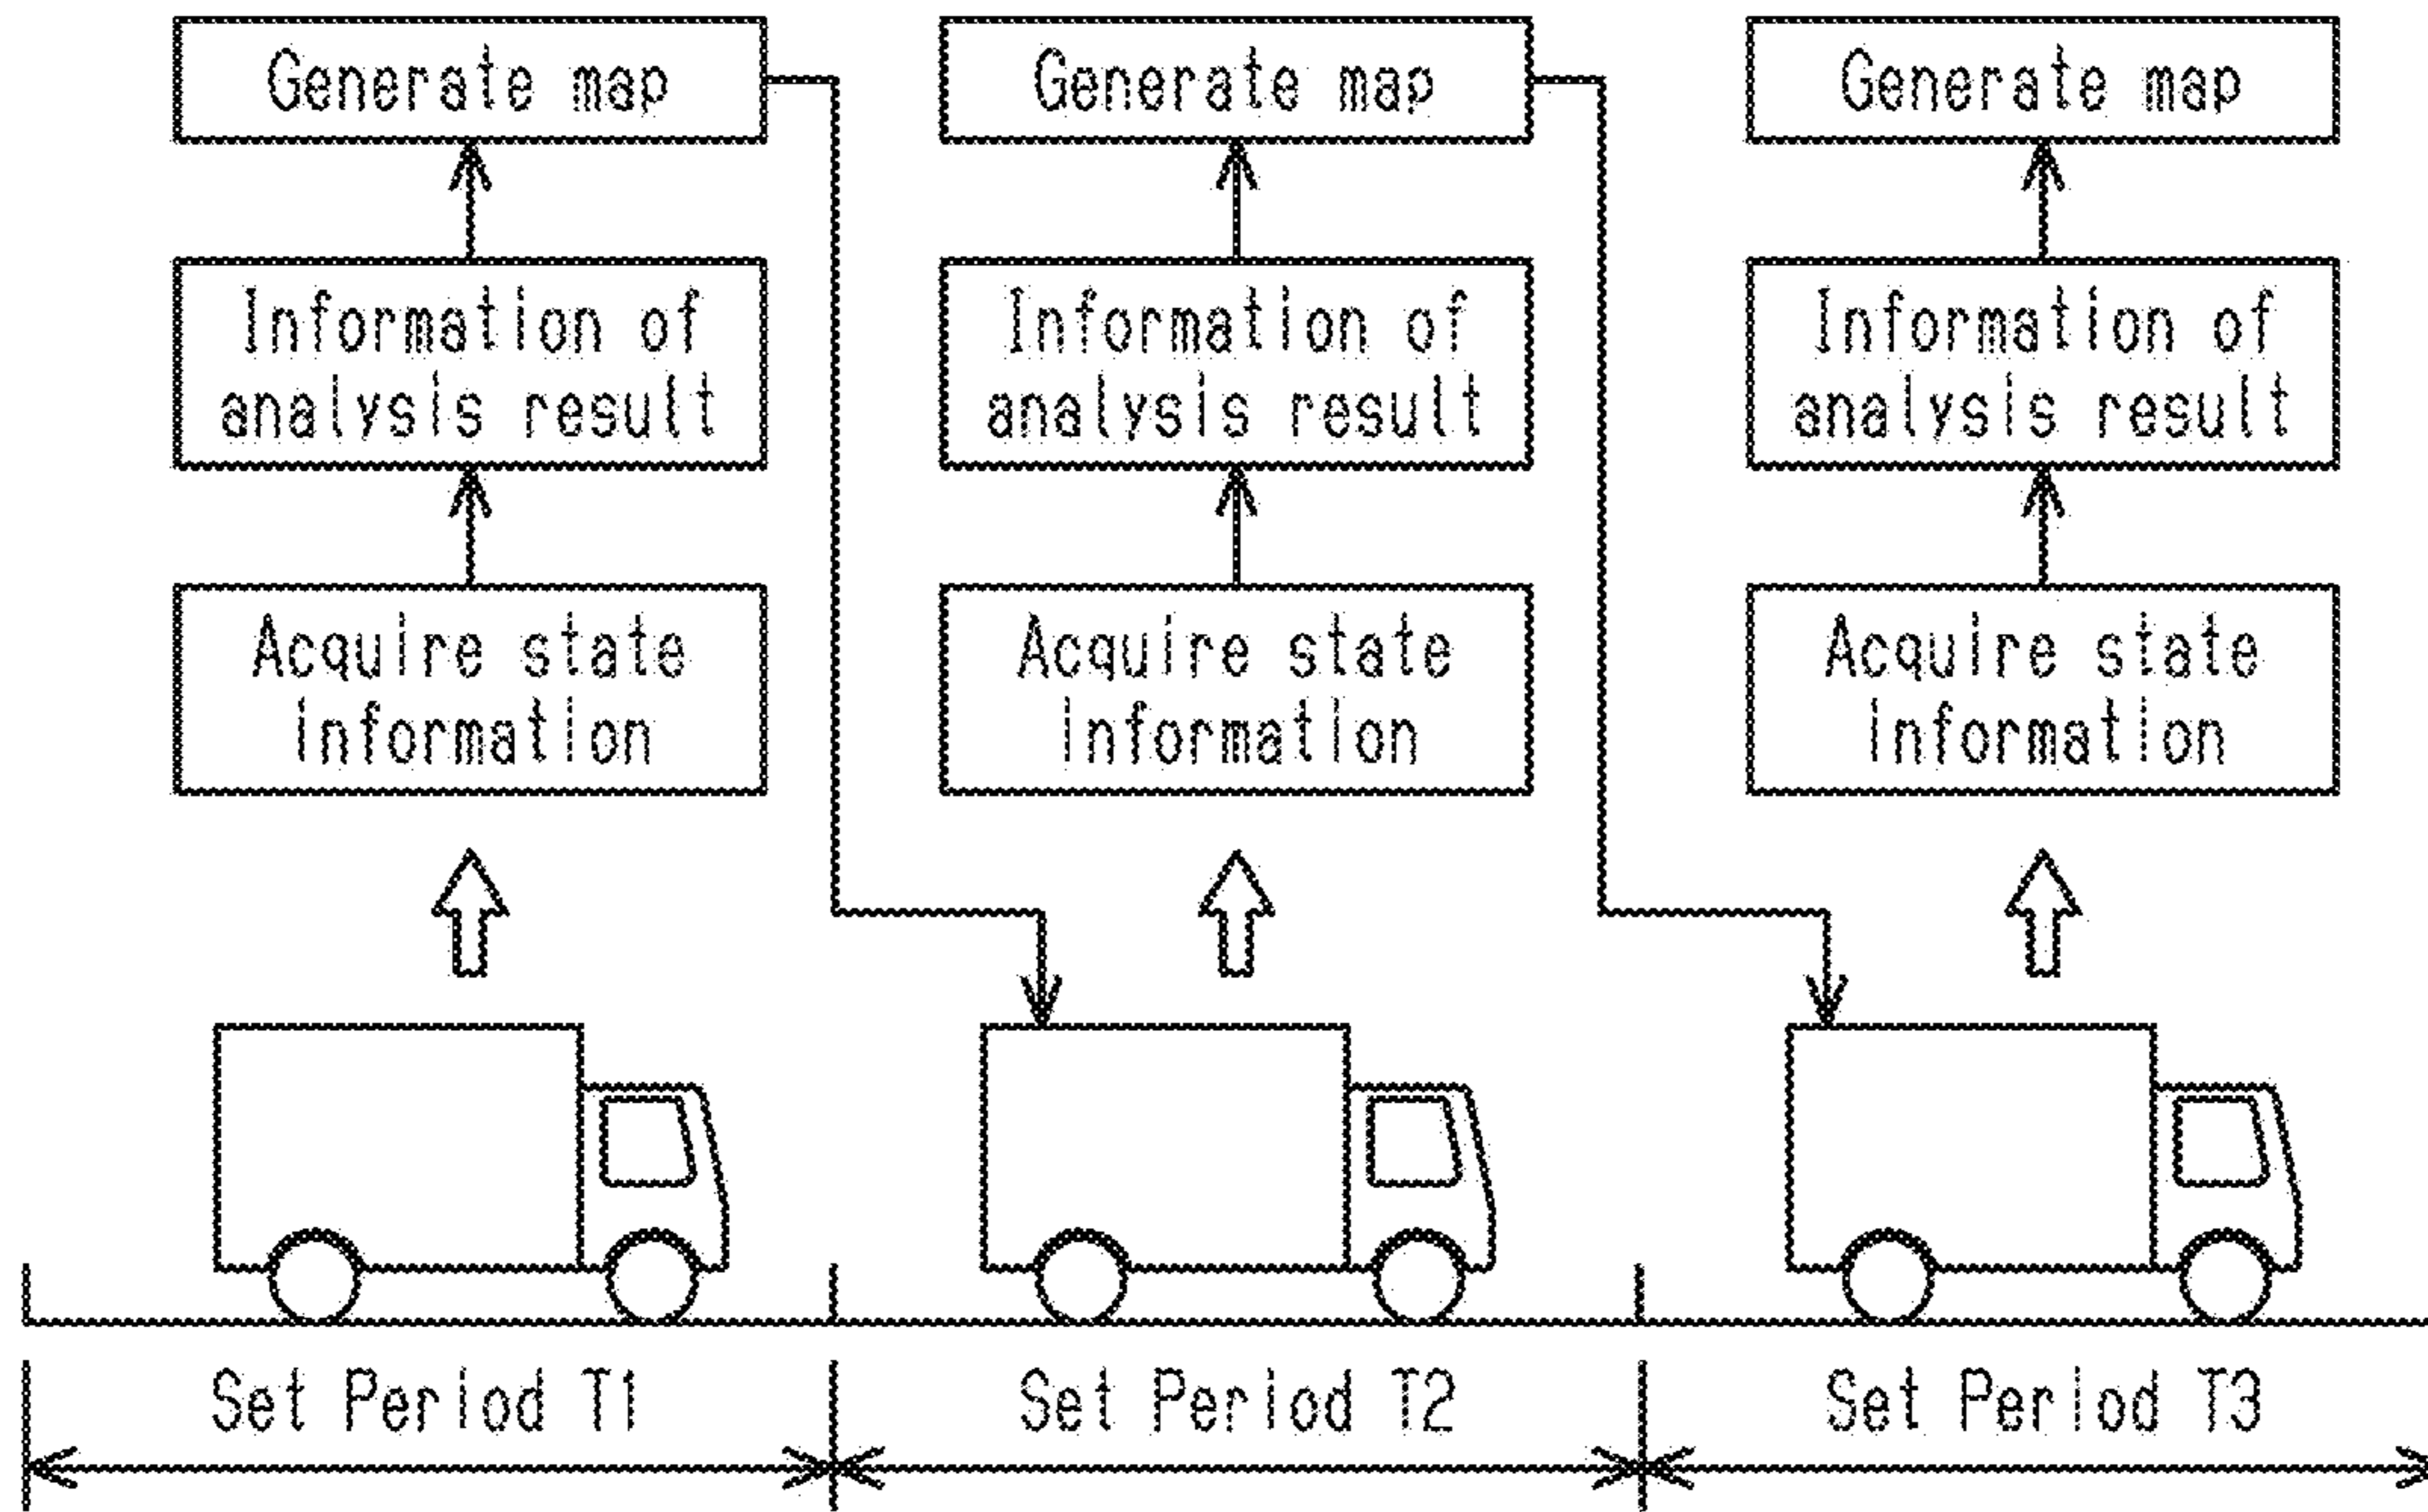 Generate map
Generate map
Generate map
Information of
analysis result
Information of
analysis result
Information of
analysis result
Acquire state
information
Acquire state
information
Acquire state
information
Set Period T1
Set Period T2
Set Period T3